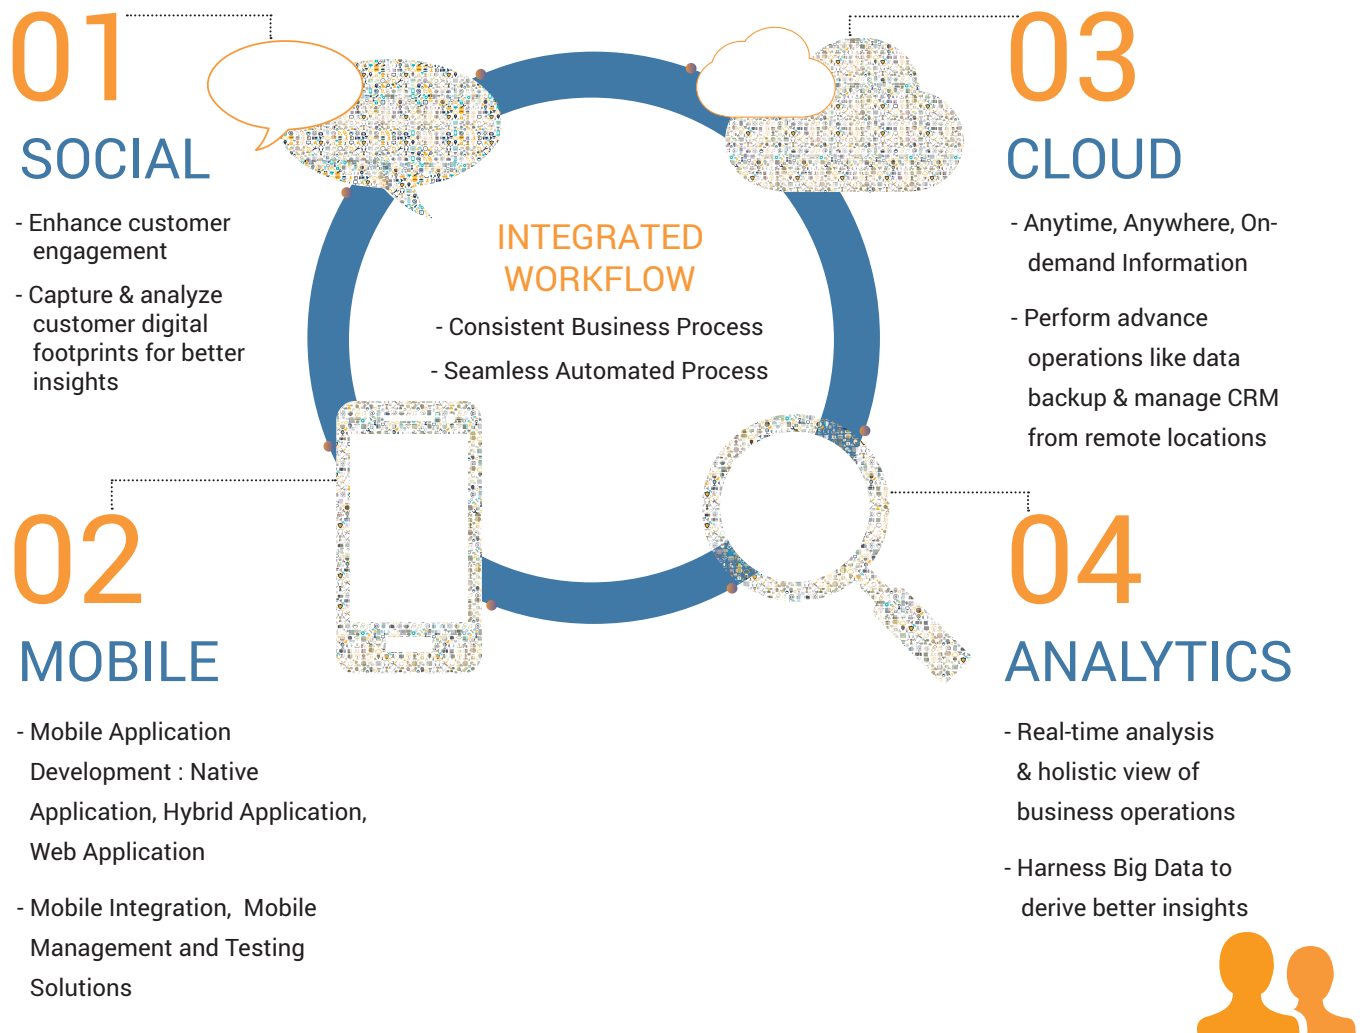 01
SOCIAL
- Enhance customer
engagement
- Capture & analyze
customer digital
footprints for better
insights
02
MOBILE
- Mobile Application
Development : Native
Application, Hybrid Application,
Web Application
- Mobile Integration,  Mobile
Management and Testing
Solutions
INTEGRATED
WORKFLOW
- Consistent Business Process
- Seamless Automated Process
03
CLOUD
- Anytime, Anywhere, On-
demand Information
- Perform advance
operations like data
backup & manage CRM
from remote locations
04
ANALYTICS
- Real-time analysis
& holistic view of
business operations
- Harness Big Data to
derive better insights